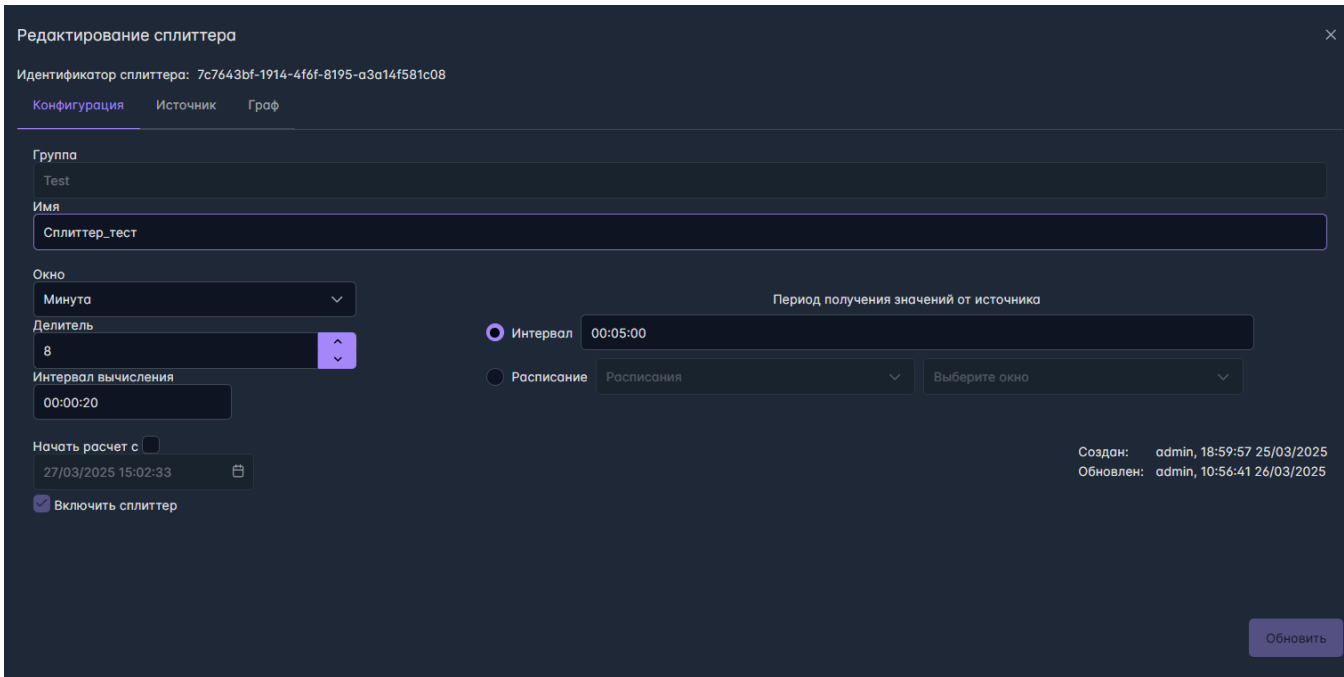 Редактирование сплиттера
Идентификатор сплиттера: 7c7643bf-1914-4f6f-8195-a3a14f581c08
Конфигурация Источник Граф
Группа
Test
Имя
Сплиттер_тест
Окно
Минута
Делитель
8
Интервал вычисления
00:00:20
Период получения значений от источника
Интервал 00:05:00
Расписание Расписания Выберите окно
Начать расчет с
27/03/2025 15:02:33
Включить сплиттер
Создан: admin, 18:59:57 25/03/2025
Обновлен: admin, 10:56:41 26/03/2025
Обновить